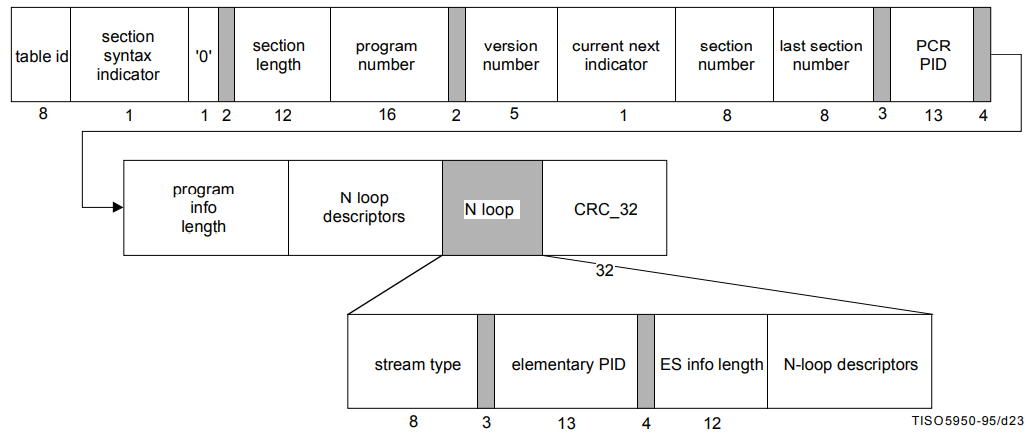 table id
section
syntax
indicator
'0'
section
length
program
number
version
number
current next
indicator
section
number
last section
number
PCR
PID
8
1
1
2
12
16
2
5
1
8
8
3
13
4
program
info
length
N loop
descriptors
N loop
CRC_32
32
stream type
elementary PID
ES info length
N-loop descriptors
8
3
13
4
12
TISO5950-95/d23